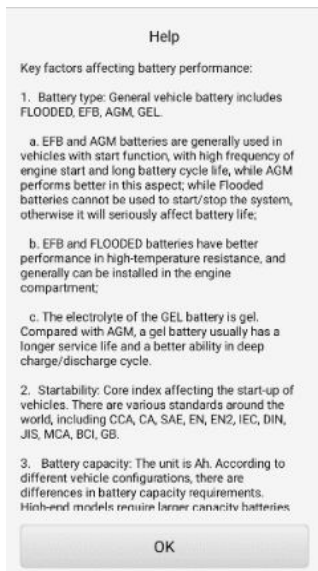 Help
Key factors affecting battery performance:
1. Battery type: General vehicle battery includes
FLOODED, EFB, AGM, GEL.
a. EFB and AGM batteries are generally used in
vehicles with start function, with high frequency of
engine start and long battery cycle life, while AGM
performs better in this aspect; while Flooded
batteries cannot be used to start/stop the system,
otherwise it will seriously affect battery life;
b. EFB and FLOODED batteries have better
performance in high-temperature resistance, and
generally can be installed in the engine
compartment;
c. The electrolyte of the GEL battery is gel.
Compared with AGM, a gel battery usually has a
longer service life and a better ability in deep
charge/discharge cycle.
2. Startability: Core index affecting the start-up of
vehicles. There are various standards around the
world, including CCA, CA, SAE, EN, EN2, IEC, DIN,
JIS, MCA, BCI, GB.
3. Battery capacity: The unit is Ah. According to
different vehicle configurations, there are
differences in battery capacity requirements.
High-end models require larger capacity batteries
OK